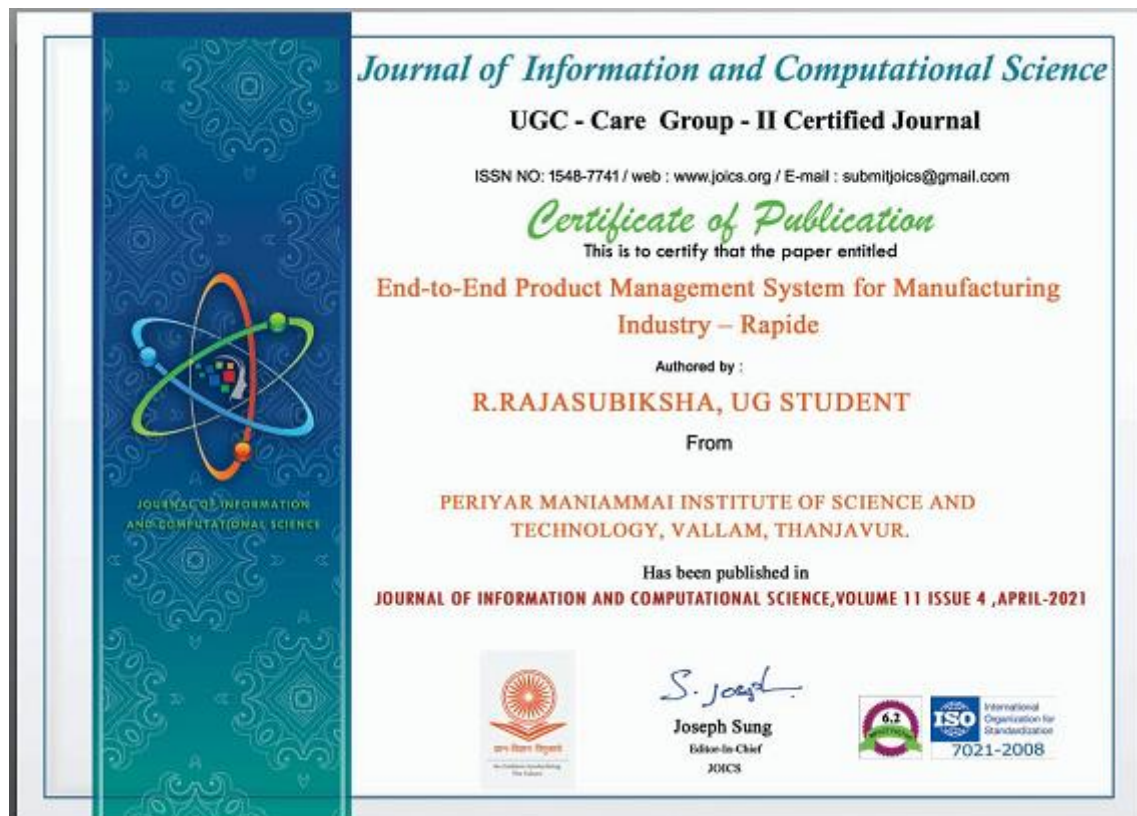 Journal of Information and Computational Science
UGC - Care Group - II Certified Journal
ISSN NO: 1548-7741 / web : www.joics.org / E-mail : submitjoics@gmail.com
Certificate of Publication
This is to certify that the paper entitled
End-to-End Product Management System for Manufacturing
Industry – Rapide
Authored by :
R.RAJASUBIKSHA, UG STUDENT
From
PERIYAR MANIAMMAI INSTITUTE OF SCIENCE AND
TECHNOLOGY, VALLAM, THANJAVUR.
Has been published in
JOURNAL OF INFORMATION AND COMPUTATIONAL SCIENCE,VOLUME 11 ISSUE 4 ,APRIL-2021
JOURNAL OF INFORMATION
AND COMPUTATIONAL SCIENCE
ज्ञान-विज्ञान विमुक्तये
S. Joseph
Joseph Sung
Editor-In-Chief
JOICS
6.2
IMPACT FACTOR
ISO
International
Organization for
Standardization
7021-2008